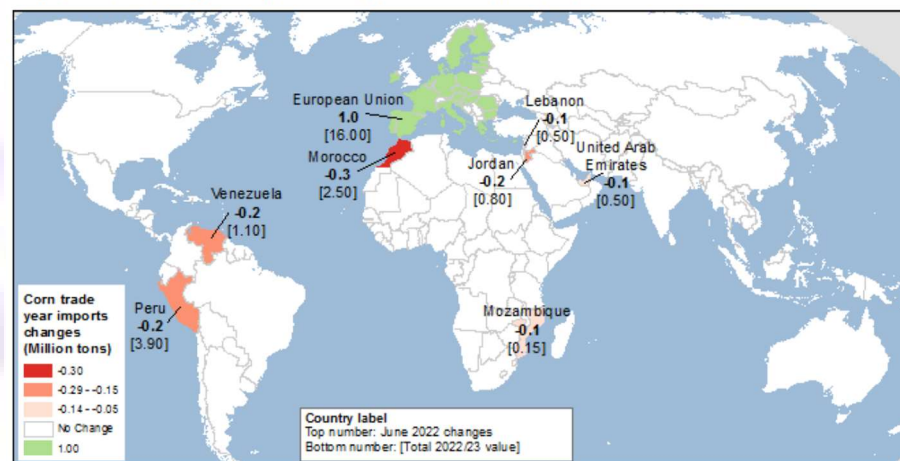 European Union
1.0
[16.00]
Lebanon
-0.1
[0.50]
United Arab
Emirates
-0.1
[0.50]
Morocco
-0.3
[2.50]
Jordan
-0.2
[0.80]
Venezuela
-0.2
[1.10]
Peru
-0.2
[3.90]
Mozambique
-0.1
[0.15]
Corn trade
year imports
changes
(Million tons)
-0.30
-0.29 - -0.15
-0.14 - -0.05
No Change
1.00
Country label
Top number: June 2022 changes
Bottom number: [Total 2022/23 value]